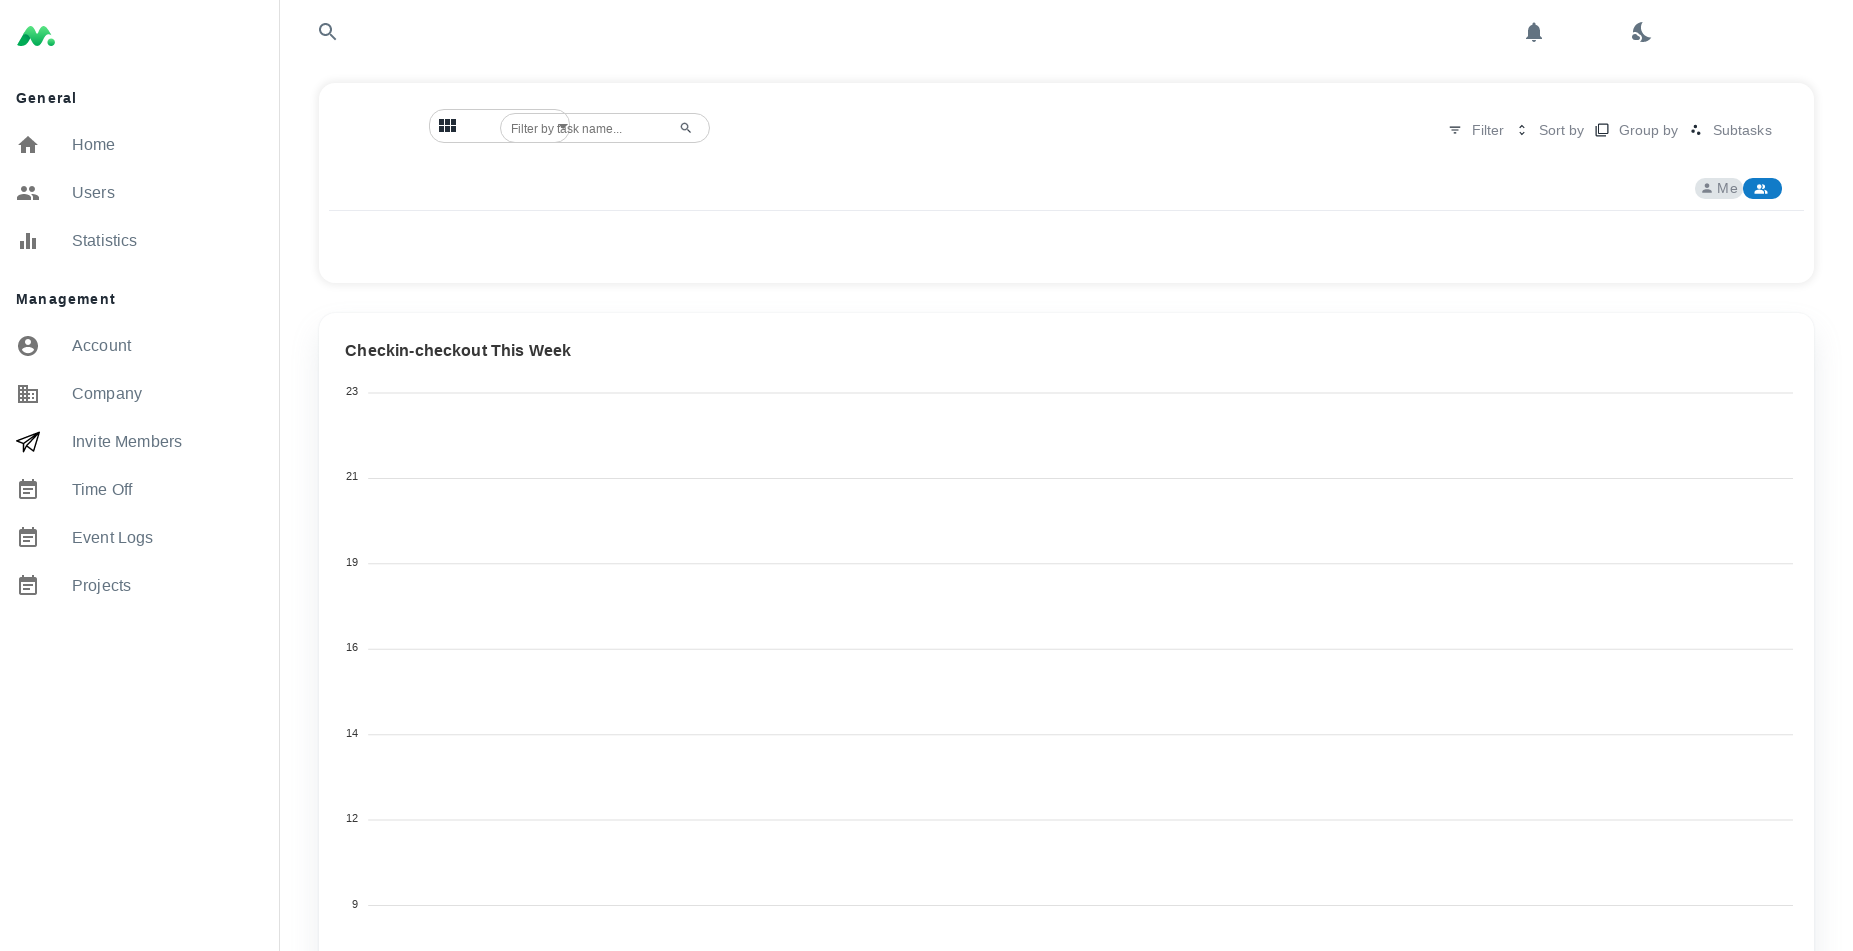 General
Home
Users
Statistics
Management
Account
Company
Invite Members
Time Off
Event Logs
Projects
Filter by task name...
Filter
Sort by
Group by
Subtasks
Me
Checkin-checkout This Week
23
21
19
16
14
12
9